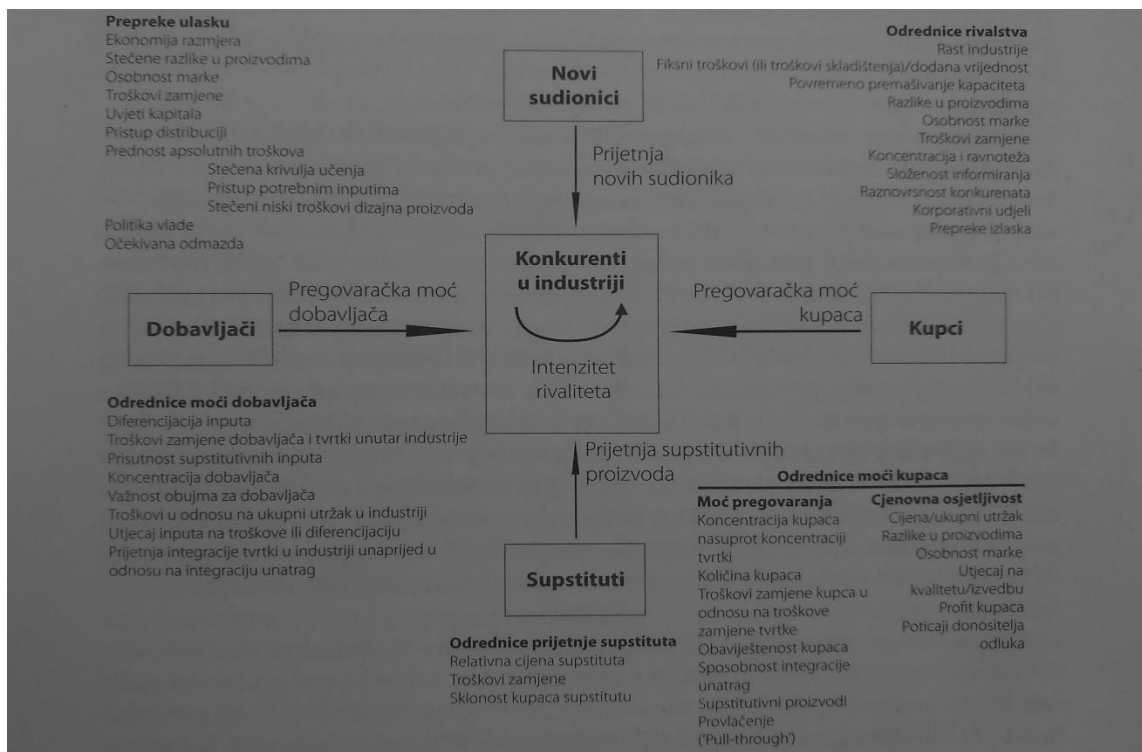 Prepreke ulasku
Ekonomija razmjera
Stečene razlike u proizvodima
Osobnost marke
Troškovi zamjene
Uvjeti kapitala
Pristup distribuciji
Prednost apsolutnih troškova
Stečena krivulja učenja
Pristup potrebnim inputima
Stečeni niski troškovi dizajna proizvoda
Politika vlade
Očekivana odmazda
Novi
sudionici
Odrednice rivalstva
Rast industrije
Fiksni troškovi (ili troškovi skladištenja)/dodana vrijednost
Povremeno premašivanje kapaciteta
Razlike u proizvodima
Osobnost marke
Troškovi zamjene
Koncentracija i ravnoteža
Složenost informiranja
Raznovrsnost konkurenata
Korporativni udjeli
Prepreke izlaska
Prijetnja
novih sudionika
Dobavljači
Pregovaračka moć
dobavljača
Konkurenti
u industriji
Intenzitet
rivaliteta
Pregovaračka moć
kupaca
Kupci
Odrednice moći dobavljača
Diferencijacija inputa
Troškovi zamjene dobavljača i tvrtki unutar industrije
Prisutnost supstitutivnih inputa
Koncentracija dobavljača
Važnost obujma za dobavljača
Troškovi u odnosu na ukupni utržak u industriji
Utjecaj inputa na troškove ili diferencijaciju
Prijetnja integracije tvrtki u industriji unaprijed u
odnosu na integraciju unatrag
Prijetnja supstitutivnih
proizvoda
Supstituti
Odrednice prijetnje supstituta
Relativna cijena supstituta
Troškovi zamjene
Sklonost kupaca supstitutu
Odrednice moći kupaca
Moć pregovaranja
Koncentracija kupaca
nasuprot koncentraciji
tvrtki
Količina kupaca
Troškovi zamjene kupca u
odnosu na troškove
zamjene tvrtke
Obaviještenost kupaca
Sposobnost integracije
unatrag
Supstitutivni proizvodi
Provlačenje
('Pull-through')
Cjenovna osjetljivost
Cijena/ukupni utržak
Razlike u proizvodima
Osobnost marke
Utjecaj na
kvalitetu/izvedbu
Profit kupaca
Poticaji donositelja
odluka